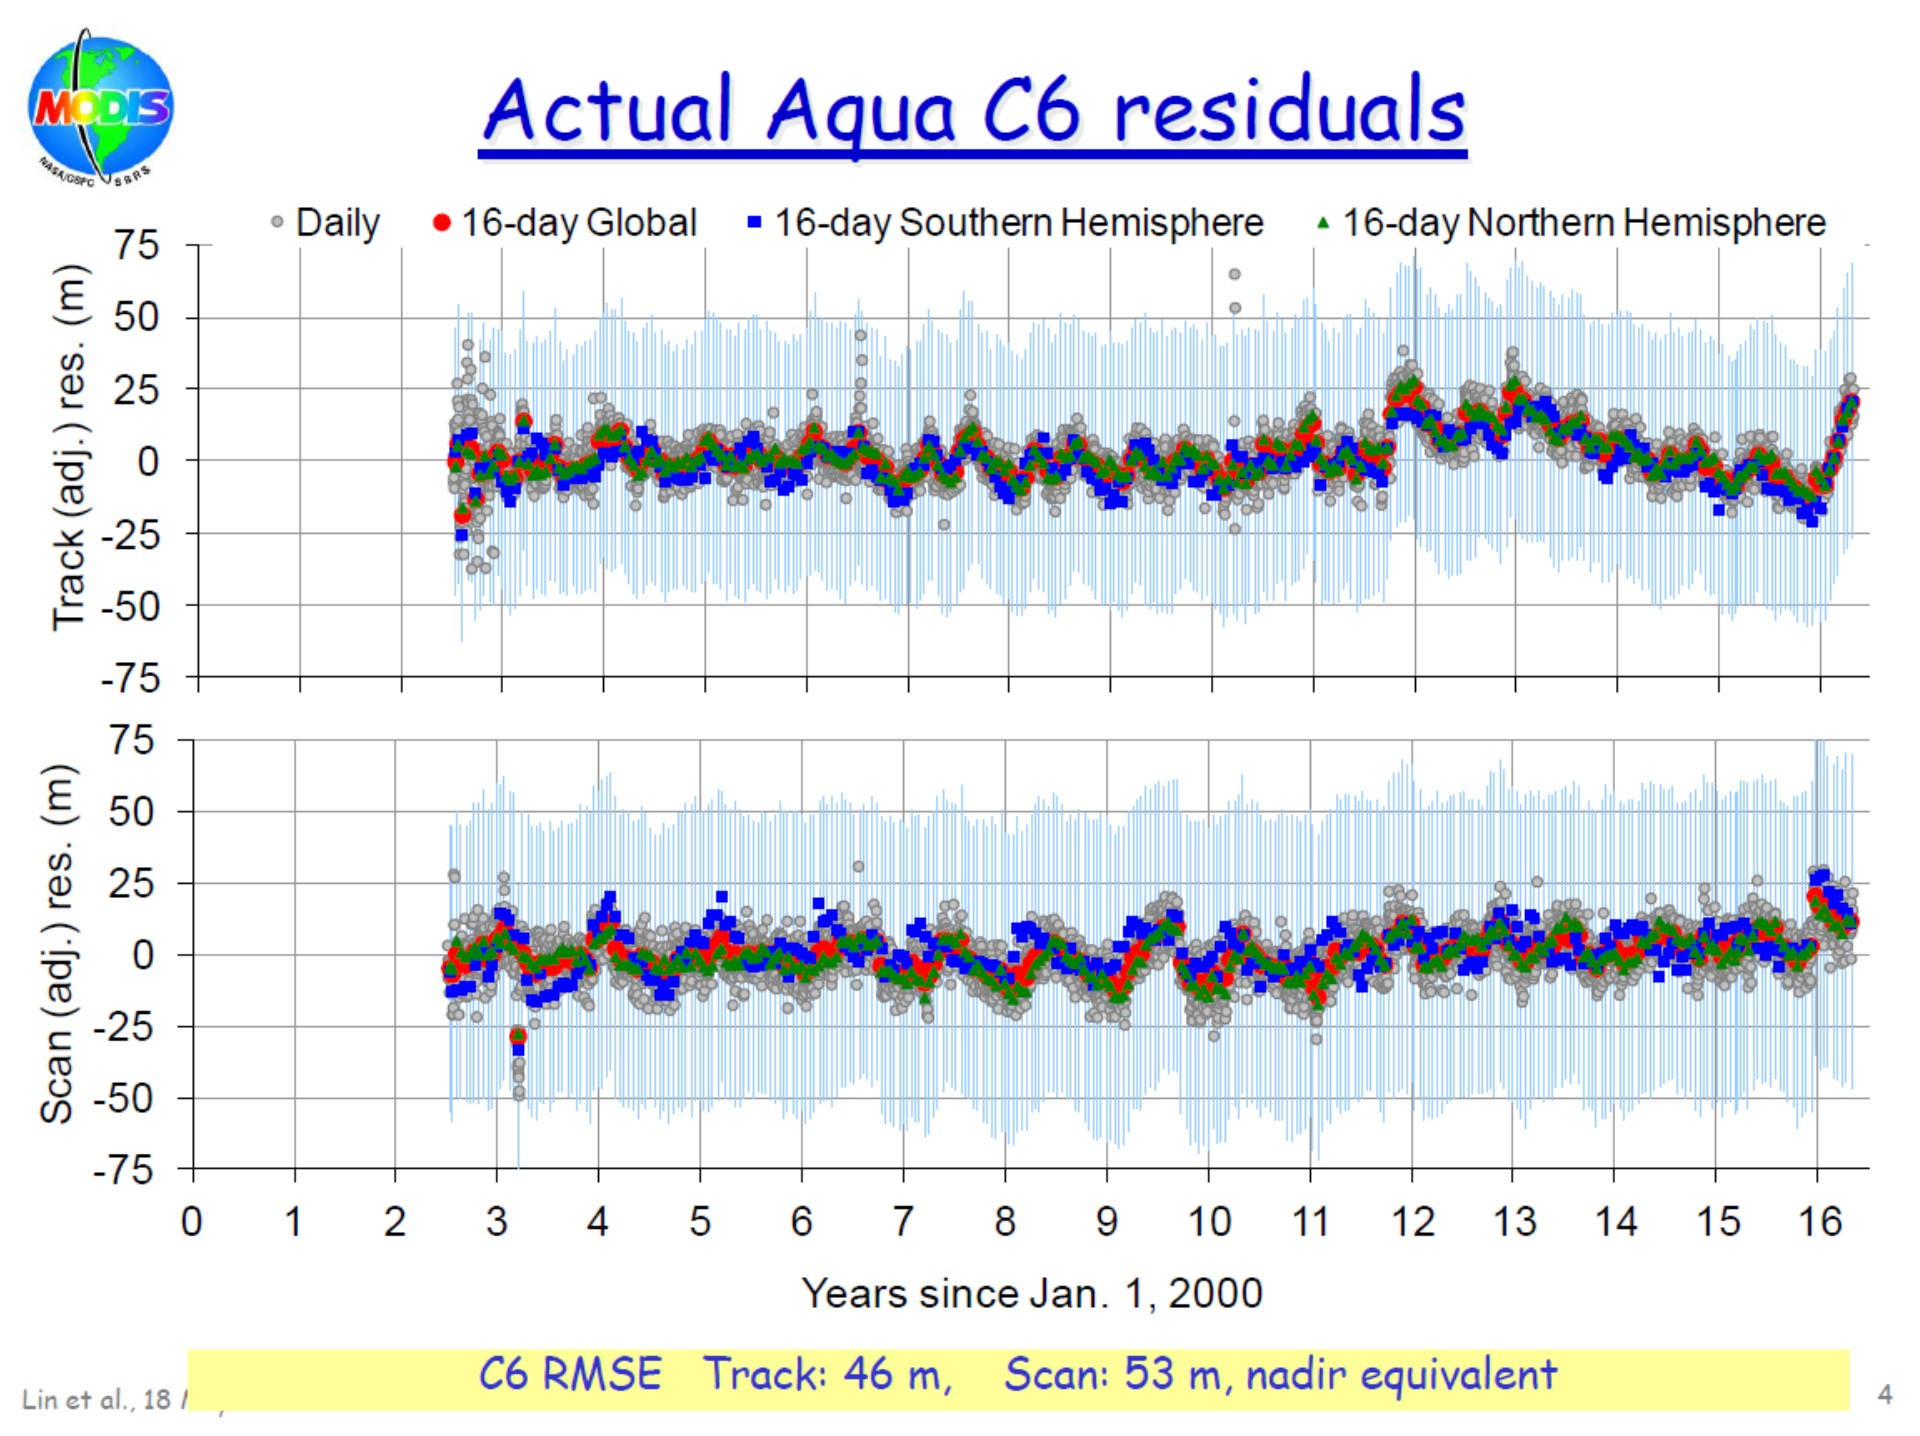 MODIS
NASA/GSFC SBRS
Actual Aqua C6 residuals
Daily 16-day Global 16-day Southern Hemisphere 16-day Northern Hemisphere
Track (adj.) res. (m)
75
50
25
0
-25
-50
-75
Scan (adj.) res. (m)
75
50
25
0
-25
-50
-75
0 1 2 3 4 5 6 7 8 9 10 11 12 13 14 15 16
Years since Jan. 1, 2000
C6 RMSE Track: 46 m, Scan: 53 m, nadir equivalent
Lin et al., 18
4